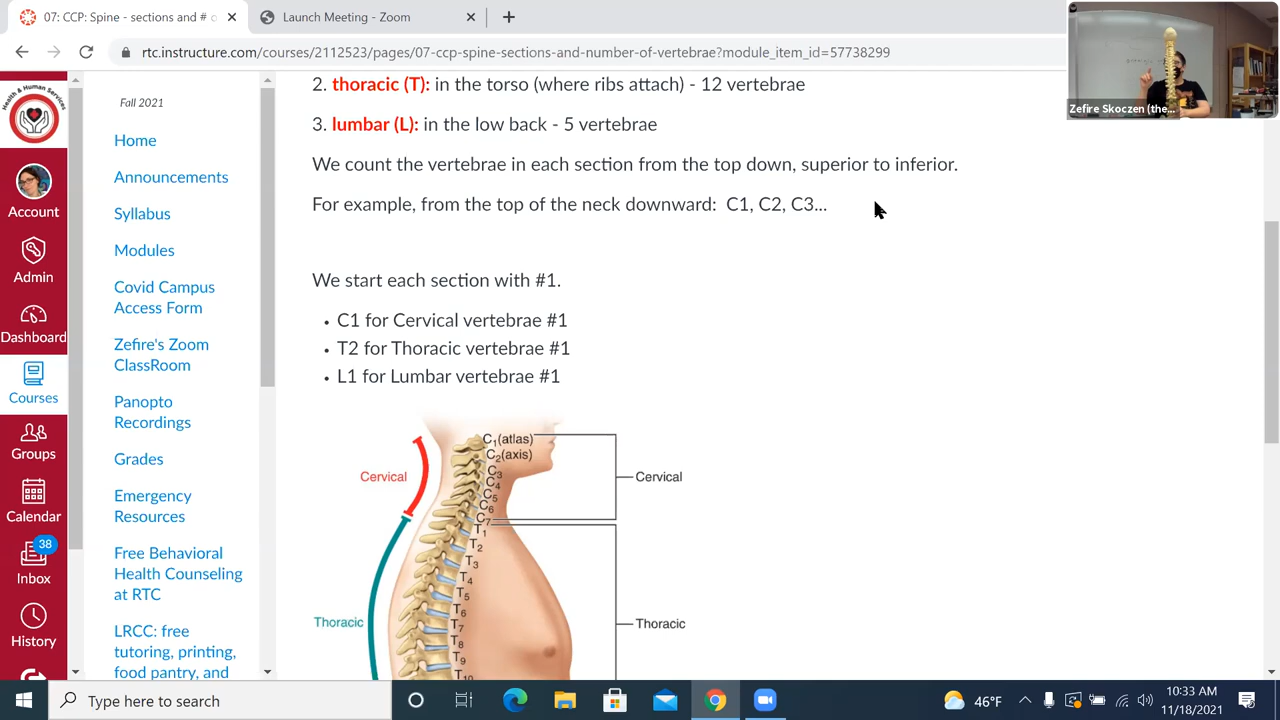 07: CCP: Spine - sections and #
Launch Meeting - Zoom
rtc.instructure.com/courses/2112523/pages/07-ccp-spine-sections-and-number-of-vertebrae?module_item_id=57738299
Zefire Skoczen (the...
Health & Human Services
Account
Admin
Dashboard
Courses
Groups
Calendar
38
Inbox
History
Fall 2021
Home
Announcements
Syllabus
Modules
Covid Campus
Access Form
Zefire's Zoom
ClassRoom
Panopto
Recordings
Grades
Emergency
Resources
Free Behavioral
Health Counseling
at RTC
LRCC: free
tutoring, printing,
food pantry, and
2. thoracic (T): in the torso (where ribs attach) - 12 vertebrae
3. lumbar (L): in the low back - 5 vertebrae
We count the vertebrae in each section from the top down, superior to inferior.
For example, from the top of the neck downward:  C1, C2, C3...
We start each section with #1.
• C1 for Cervical vertebrae #1
• T2 for Thoracic vertebrae #1
• L1 for Lumbar vertebrae #1
C1(atlas)
C2(axis)
C3
C4
C5
C6
C7
T1
T2
T3
T4
T5
T6
T7
T8
T9
T10
Cervical
Cervical
Thoracic
Thoracic
Type here to search
46°F
10:33 AM
11/18/2021